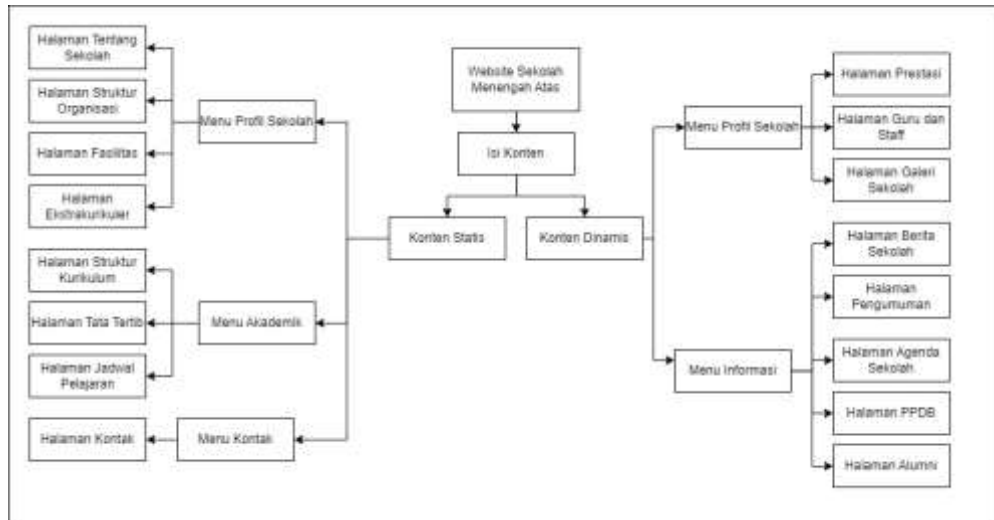 Website Sekolah
Menengah Atas
Isi Konten
Konten Statis
Konten Dinamis
Menu Profil Sekolah
Halaman Tentang
Sekolah
Halaman Struktur
Organisasi
Halaman Fasilitas
Halaman
Ekstrakurikuler
Menu Akademik
Halaman Struktur
Kurikulum
Halaman Tata Tertib
Halaman Jadwal
Pelajaran
Menu Kontak
Halaman Kontak
Menu Profil Sekolah
Halaman Prestasi
Halaman Guru dan
Staff
Halaman Galeri
Sekolah
Menu Informasi
Halaman Berita
Sekolah
Halaman
Pengumuman
Halaman Agenda
Sekolah
Halaman PPDB
Halaman Alumni